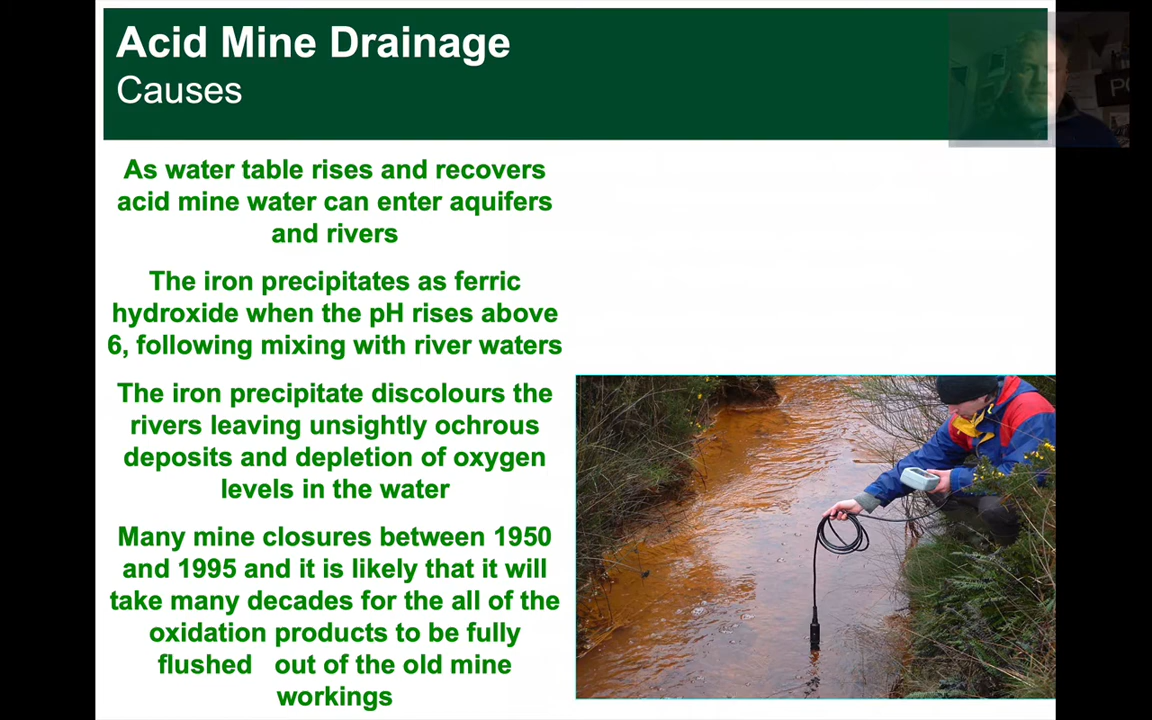 Acid Mine Drainage
Causes
As water table rises and recovers
acid mine water can enter aquifers
and rivers
The iron precipitates as ferric
hydroxide when the pH rises above
6, following mixing with river waters
The iron precipitate discolours the
rivers leaving unsightly ochrous
deposits and depletion of oxygen
levels in the water
Many mine closures between 1950
and 1995 and it is likely that it will
take many decades for the all of the
oxidation products to be fully
flushed out of the old mine
workings